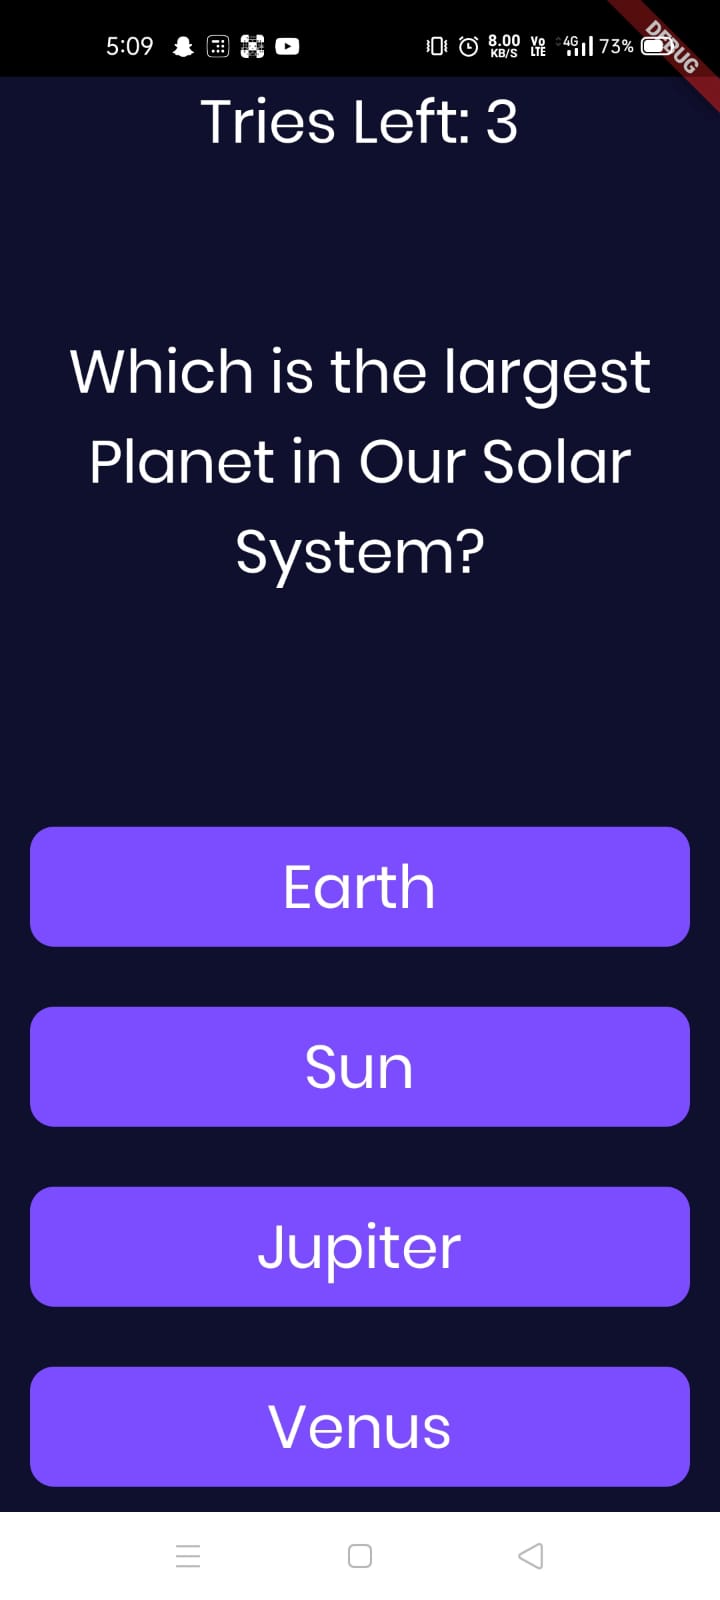 5:09 8.00 KB/S Vo LTE 4G 73% DEBUG
Tries Left: 3
Which is the largest
Planet in Our Solar
System?
Earth
Sun
Jupiter
Venus